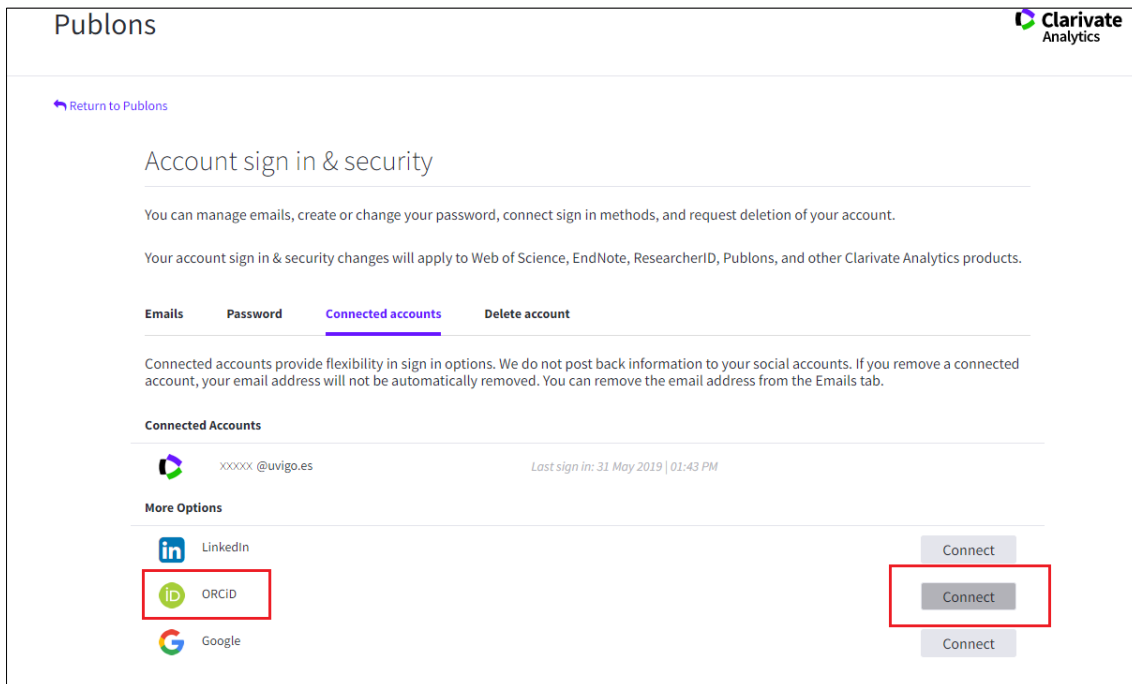 Publons
Clarivate
Analytics
Return to Publons
Account sign in & security
You can manage emails, create or change your password, connect sign in methods, and request deletion of your account.
Your account sign in & security changes will apply to Web of Science, EndNote, ResearcherID, Publons, and other Clarivate Analytics products.
Emails Password Connected accounts Delete account
Connected accounts provide flexibility in sign in options. We do not post back information to your social accounts. If you remove a connected
account, your email address will not be automatically removed. You can remove the email address from the Emails tab.
Connected Accounts
xxxxx @uvigo.es Last sign in: 31 May 2019 | 01:43 PM
More Options
in LinkedIn Connect
iD ORCiD Connect
G Google Connect